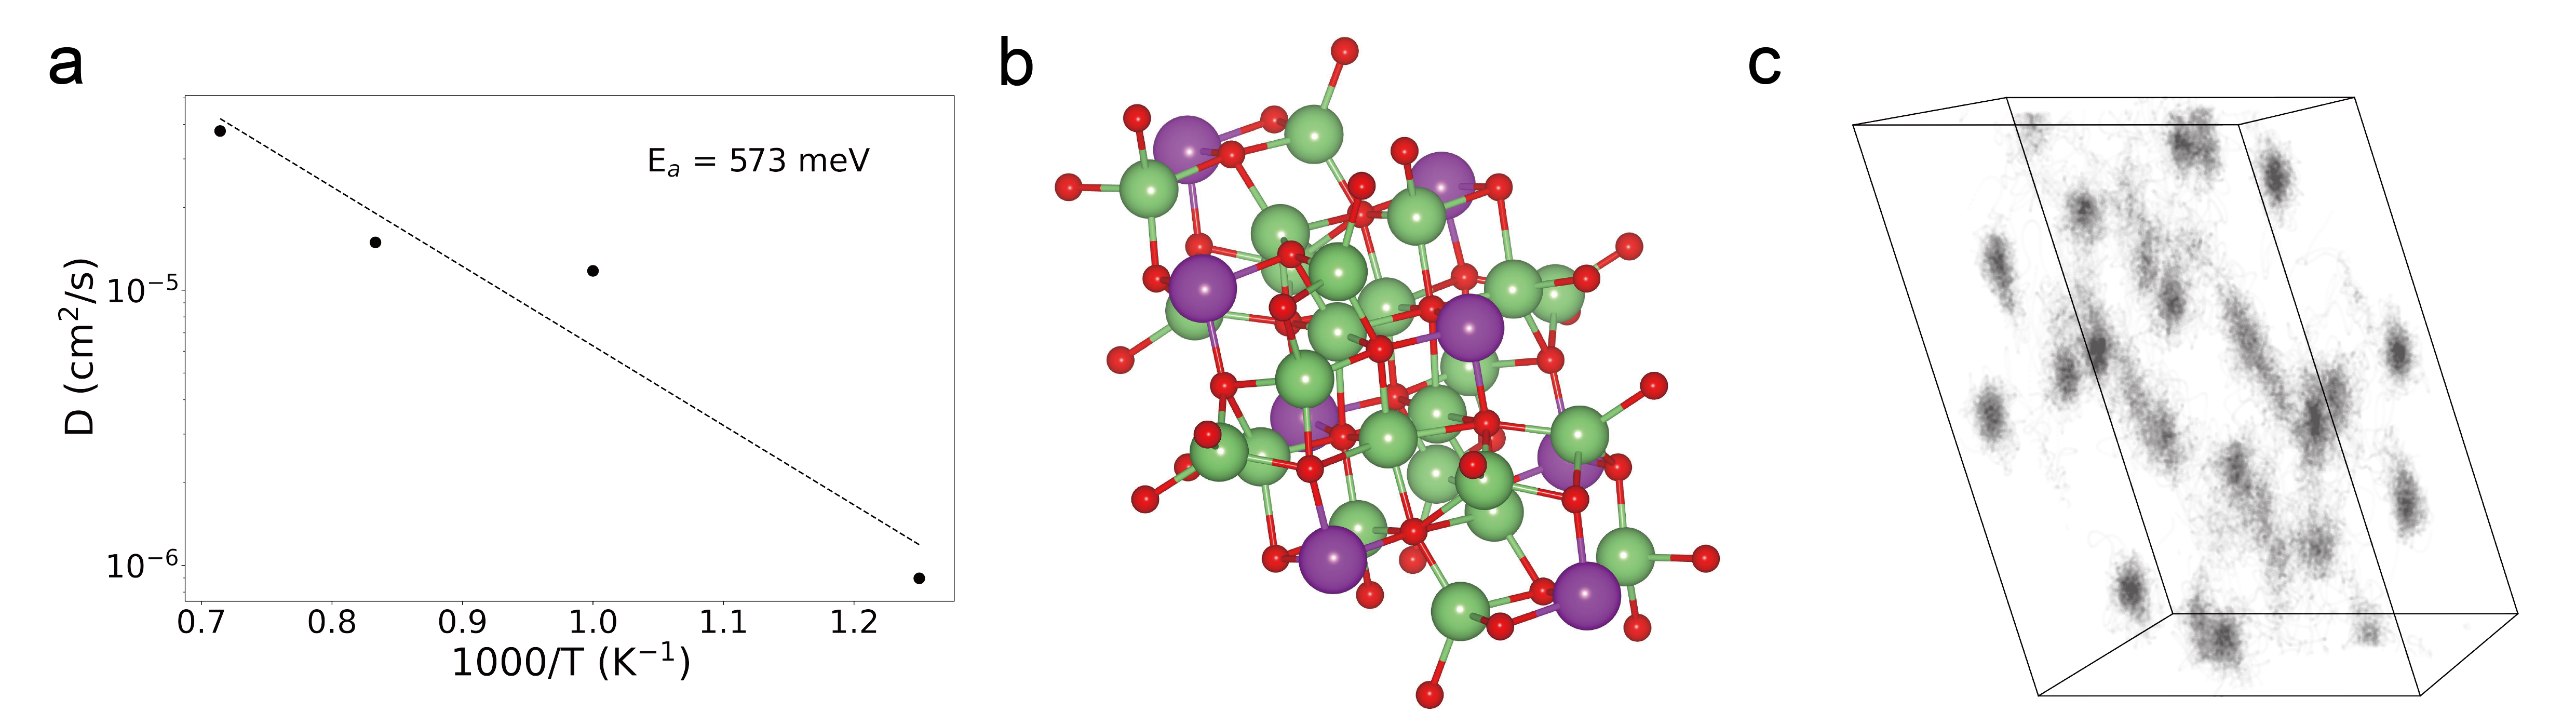 a
b
c
E_a = 573 meV
D (cm²/s)
10⁻⁵
10⁻⁶
0.7 0.8 0.9 1.0 1.1 1.2
1000/T (K⁻¹)